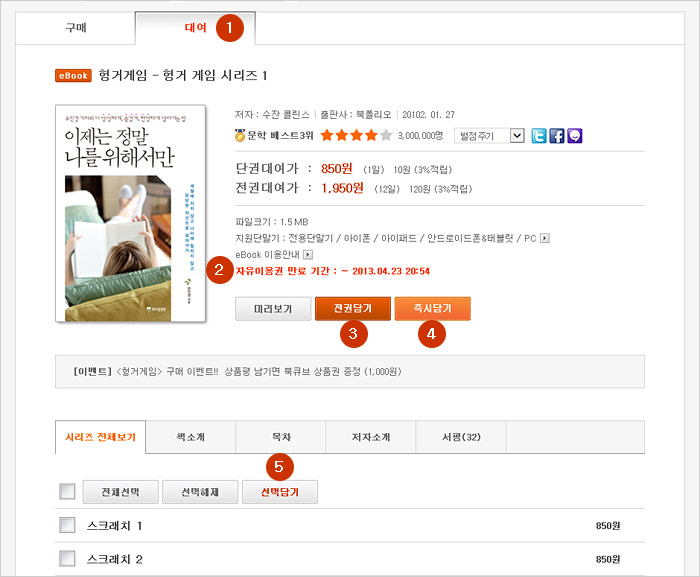 구매
대여 1
eBook 헝거게임 - 헝거 게임 시리즈 1
이제는 정말
나를 위해서만
저자 : 수잔 콜린스 | 출판사 : 북폴리오 | 20102. 01. 27
문학 베스트3위 3,000,000명 별점주기
단권대여가 : 850원 (1일) 10원 (3%적립)
전권대여가 : 1,950원 (12일) 120원 (3%적립)
파일크기 : 1.5 MB
지원단말기 : 전용단말기 / 아이폰 / 아이패드 / 안드로이드폰&태블릿 / PC
eBook 이용안내
2 자유이용권 만료 기간 : ~ 2013.04.23 20:54
미리보기 전권담기 즉시담기
3 4
[이벤트] <헝거게임> 구매 이벤트!! 상품평 남기면 북큐브 상품권 증정 (1,000원)
시리즈 전체보기 책소개 목차 저자소개 서평(32)
5
전체선택 선택해제 선택담기
스크래치 1 850원
스크래치 2 850원